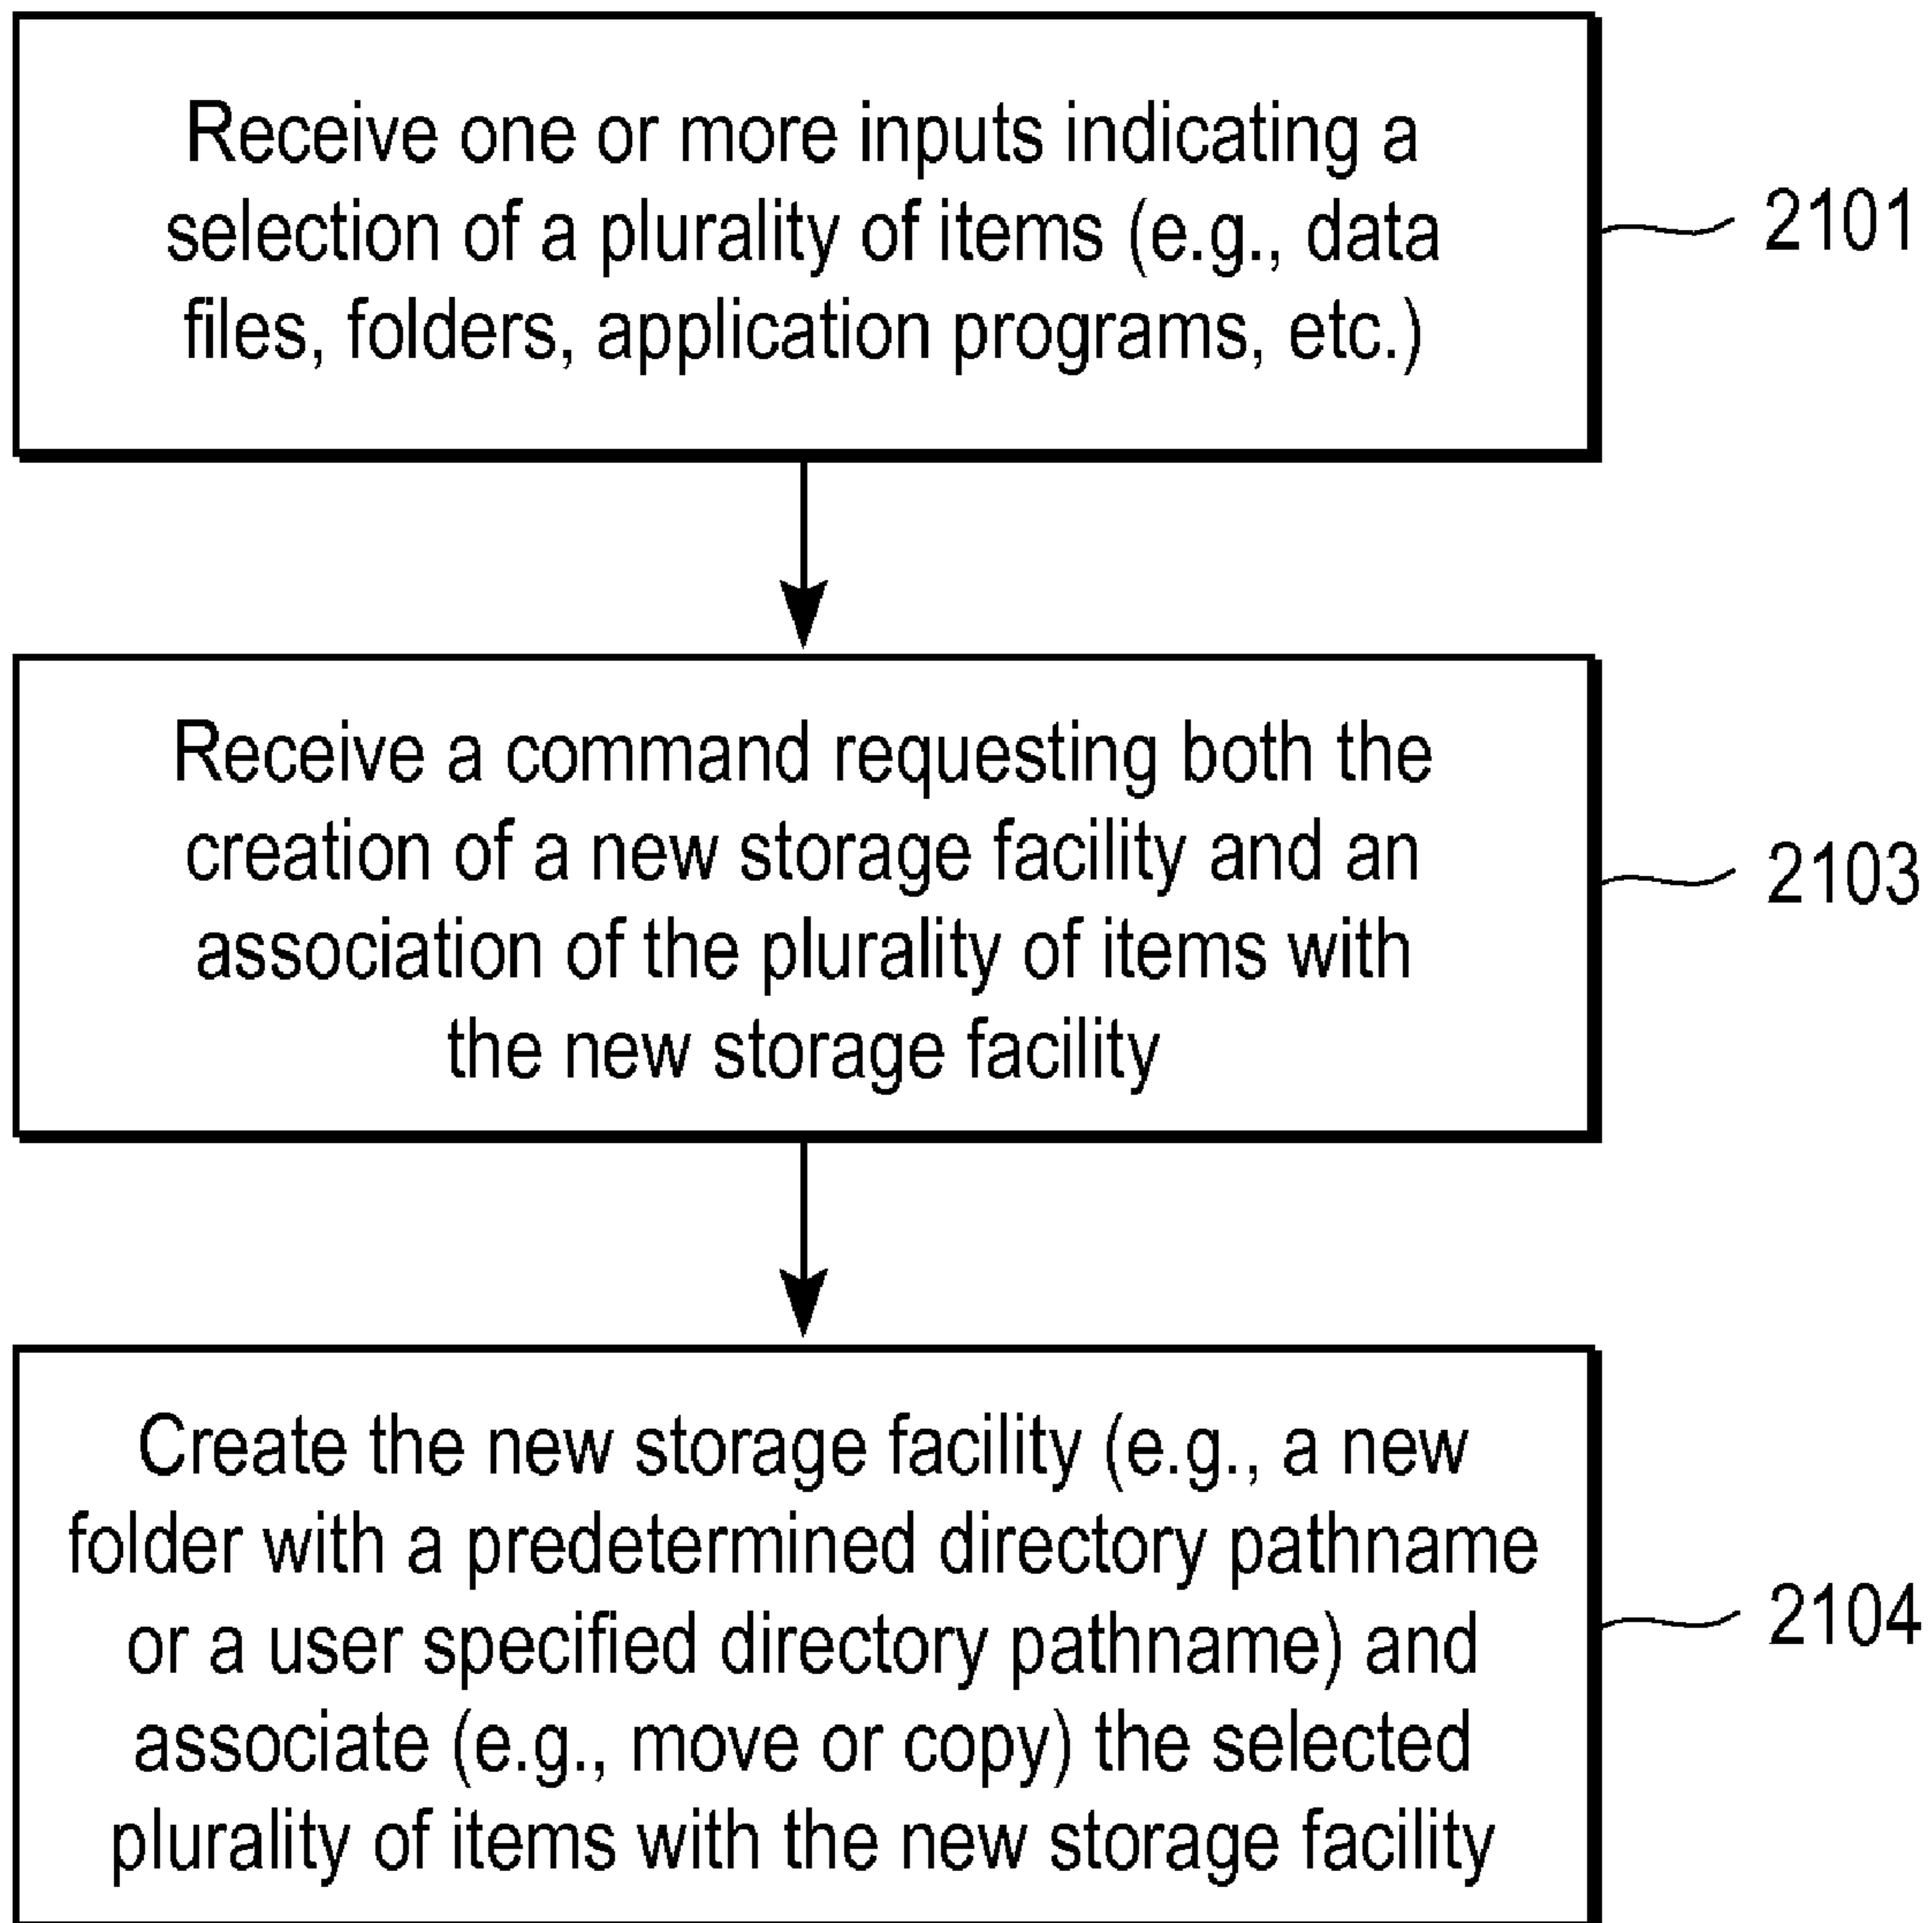 Receive one or more inputs indicating a
selection of a plurality of items (e.g., data
files, folders, application programs, etc.)
2101
Receive a command requesting both the
creation of a new storage facility and an
association of the plurality of items with
the new storage facility
2103
Create the new storage facility (e.g., a new
folder with a predetermined directory pathname
or a user specified directory pathname) and
associate (e.g., move or copy) the selected
plurality of items with the new storage facility
2104